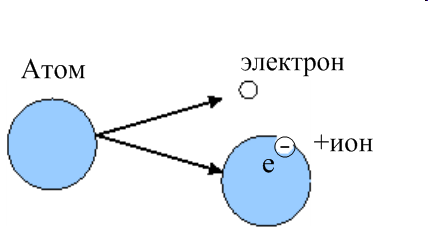 Атом
электрон
−
e
+ион